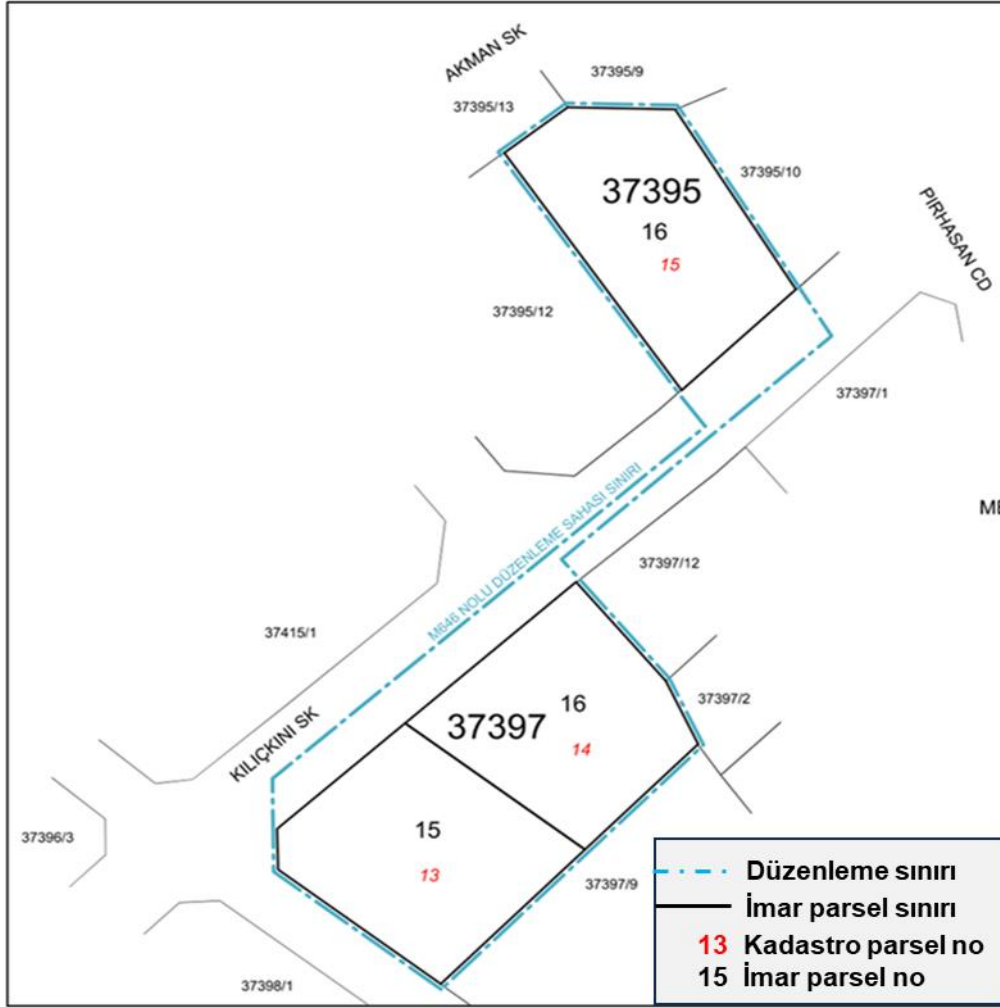 AKMAN SK
37395/9
37395/13
37395/10
37395
16
15
PIRHASAN CD
37395/12
37397/1
M646 NOLU DÜZENLEME SAHASI SINIRI
ME
37397/12
37415/1
37397/2
16
37397
14
KILIÇKINI SK
15
13
37396/3
37397/9
37398/1
Düzenleme sınırı
İmar parsel sınırı
13 Kadastro parsel no
15 İmar parsel no